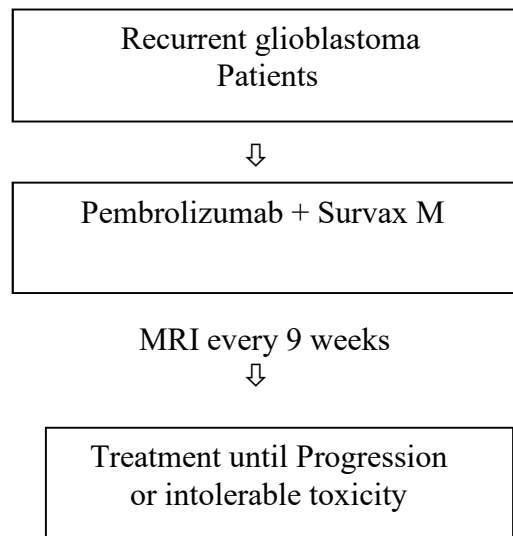 Recurrent glioblastoma
Patients
Pembrolizumab + Survax M
MRI every 9 weeks
Treatment until Progression
or intolerable toxicity